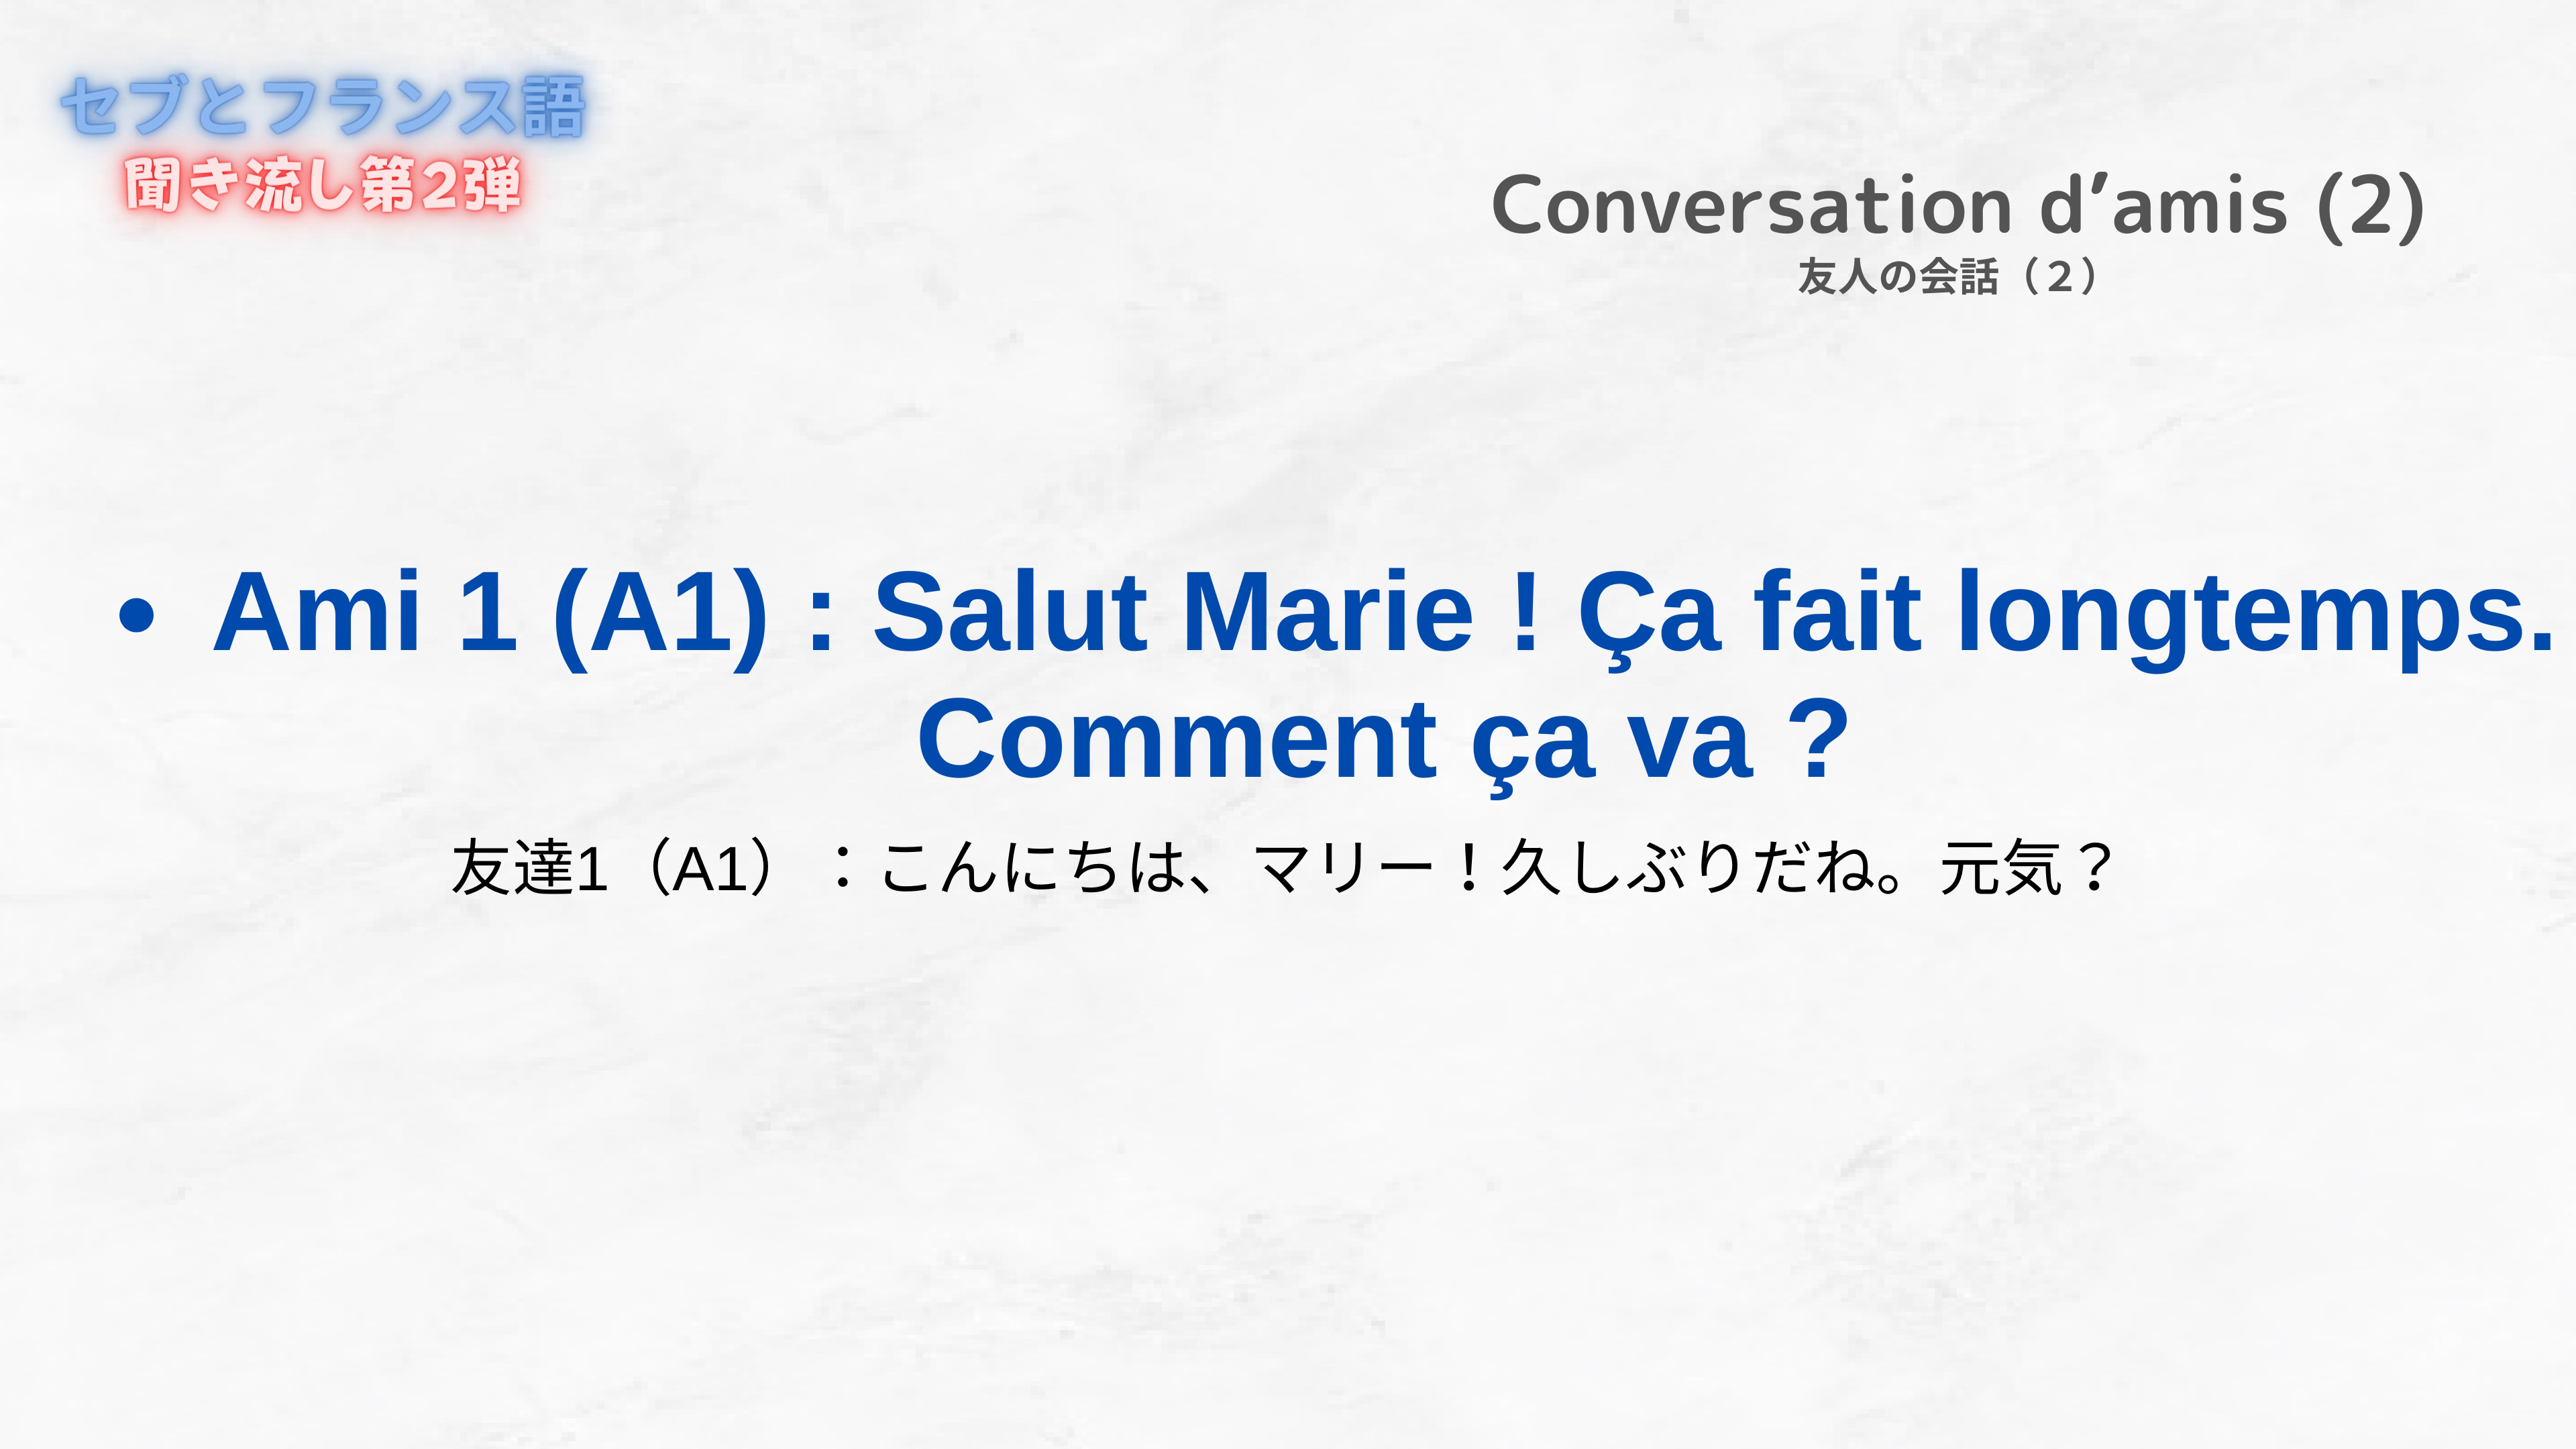 セブとフランス語
聞き流し第2弾
Conversation d’amis (2)
友人の会話（２）
• Ami 1 (A1) : Salut Marie ! Ça fait longtemps.
Comment ça va ?
友達1（A1）：こんにちは、マリー！久しぶりだね。元気？